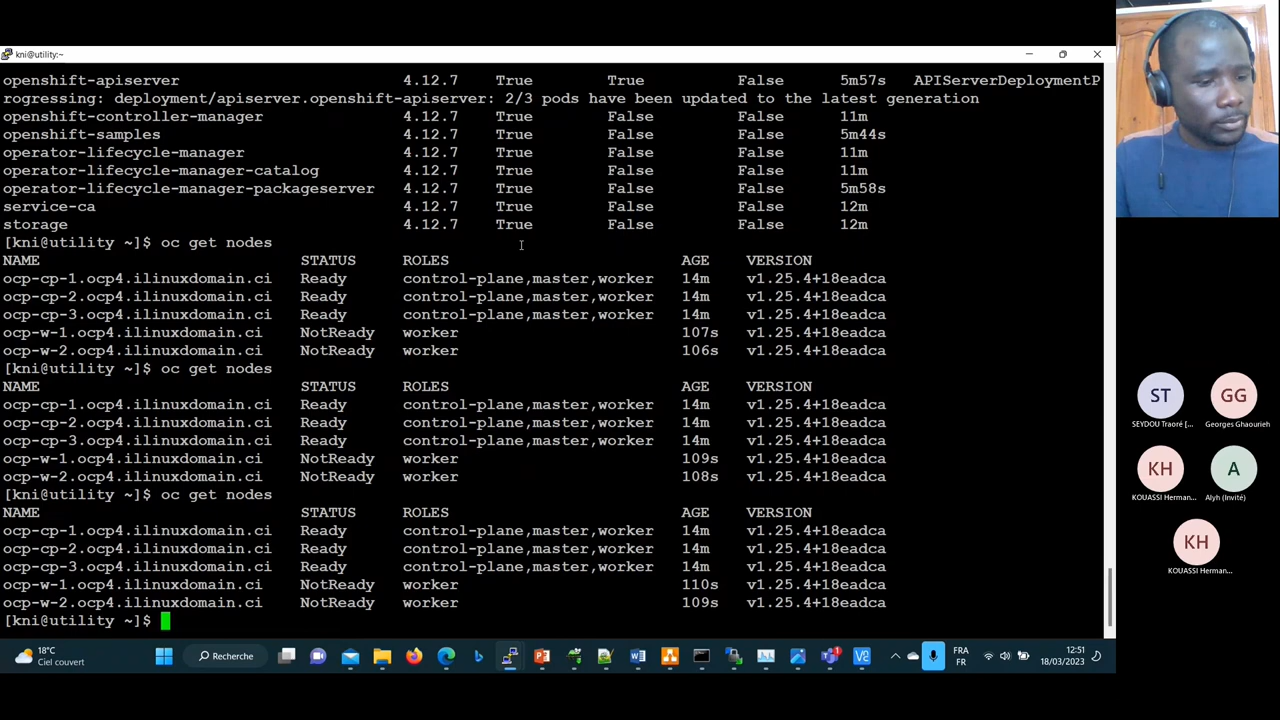 kni@utility:~
openshift-apiserver 4.12.7 True True False 5m57s APIServerDeploymentP
rogressing: deployment/apiserver.openshift-apiserver: 2/3 pods have been updated to the latest generation
openshift-controller-manager 4.12.7 True False False 11m
openshift-samples 4.12.7 True False False 5m44s
operator-lifecycle-manager 4.12.7 True False False 11m
operator-lifecycle-manager-catalog 4.12.7 True False False 11m
operator-lifecycle-manager-packageserver 4.12.7 True False False 5m58s
service-ca 4.12.7 True False False 12m
storage 4.12.7 True False False 12m
[kni@utility ~]$ oc get nodes
NAME STATUS ROLES AGE VERSION
ocp-cp-1.ocp4.ilinuxdomain.ci Ready control-plane,master,worker 14m v1.25.4+18eadca
ocp-cp-2.ocp4.ilinuxdomain.ci Ready control-plane,master,worker 14m v1.25.4+18eadca
ocp-cp-3.ocp4.ilinuxdomain.ci Ready control-plane,master,worker 14m v1.25.4+18eadca
ocp-w-1.ocp4.ilinuxdomain.ci NotReady worker 107s v1.25.4+18eadca
ocp-w-2.ocp4.ilinuxdomain.ci NotReady worker 106s v1.25.4+18eadca
[kni@utility ~]$ oc get nodes
NAME STATUS ROLES AGE VERSION
ocp-cp-1.ocp4.ilinuxdomain.ci Ready control-plane,master,worker 14m v1.25.4+18eadca
ocp-cp-2.ocp4.ilinuxdomain.ci Ready control-plane,master,worker 14m v1.25.4+18eadca
ocp-cp-3.ocp4.ilinuxdomain.ci Ready control-plane,master,worker 14m v1.25.4+18eadca
ocp-w-1.ocp4.ilinuxdomain.ci NotReady worker 109s v1.25.4+18eadca
ocp-w-2.ocp4.ilinuxdomain.ci NotReady worker 108s v1.25.4+18eadca
[kni@utility ~]$ oc get nodes
NAME STATUS ROLES AGE VERSION
ocp-cp-1.ocp4.ilinuxdomain.ci Ready control-plane,master,worker 14m v1.25.4+18eadca
ocp-cp-2.ocp4.ilinuxdomain.ci Ready control-plane,master,worker 14m v1.25.4+18eadca
ocp-cp-3.ocp4.ilinuxdomain.ci Ready control-plane,master,worker 14m v1.25.4+18eadca
ocp-w-1.ocp4.ilinuxdomain.ci NotReady worker 110s v1.25.4+18eadca
ocp-w-2.ocp4.ilinuxdomain.ci NotReady worker 109s v1.25.4+18eadca
[kni@utility ~]$
18°C
Ciel couvert
Recherche
FRA
FR
12:51
18/03/2023
ST
SEYDOU Traoré [...
GG
Georges Ghaourieh
KH
KOUASSI Herman...
A
Alyh (Invité)
KH
KOUASSI Herman...